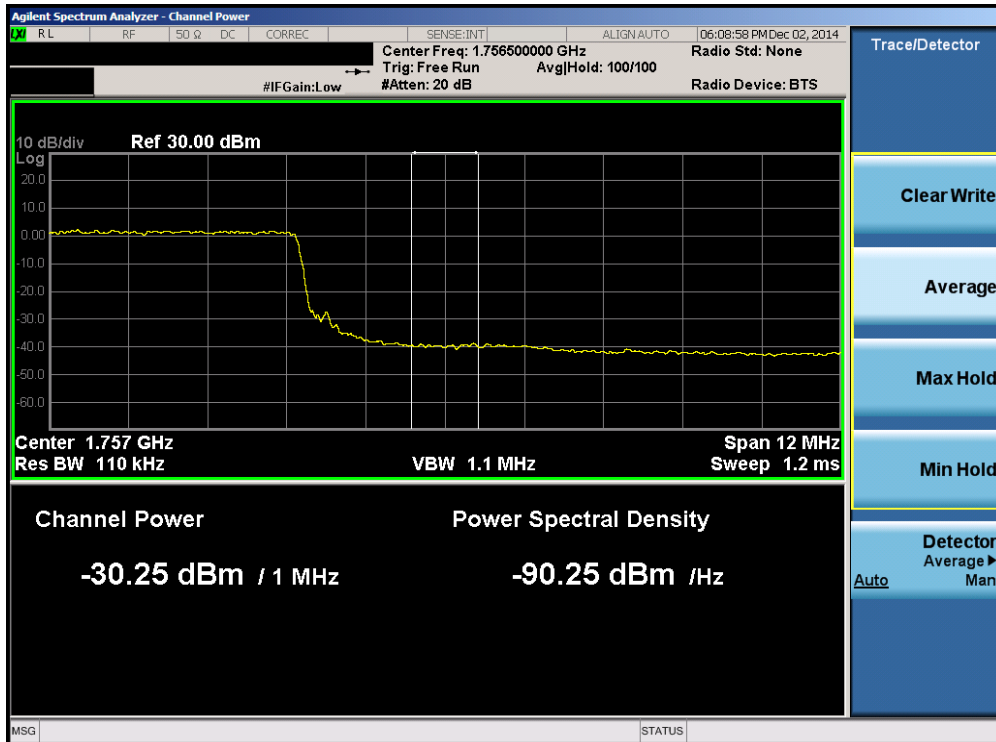 Agilent Spectrum Analyzer - Channel Power
LXI RL RF 50 Ω DC CORREC SENSE:INT ALIGN AUTO 06:08:58 PM Dec 02, 2014
Center Freq: 1.756500000 GHz Radio Std: None
Trig: Free Run Avg|Hold: 100/100
#IFGain:Low #Atten: 20 dB Radio Device: BTS
10 dB/div Ref 30.00 dBm
Log
20.0
10.0
0.00
-10.0
-20.0
-30.0
-40.0
-50.0
-60.0
Center 1.757 GHz Span 12 MHz
Res BW 110 kHz VBW 1.1 MHz Sweep 1.2 ms
Channel Power Power Spectral Density
-30.25 dBm / 1 MHz -90.25 dBm /Hz
MSG STATUS
Trace/Detector
Clear Write
Average
Max Hold
Min Hold
Detector
Average
Auto Man